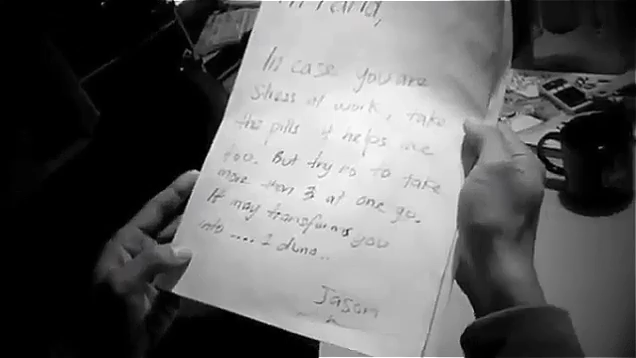 In case you are
stress at work, take
the pills it helps me
too. But try no to take
more than 3 at one go.
It may transforms you
into .... I duno..
Jason